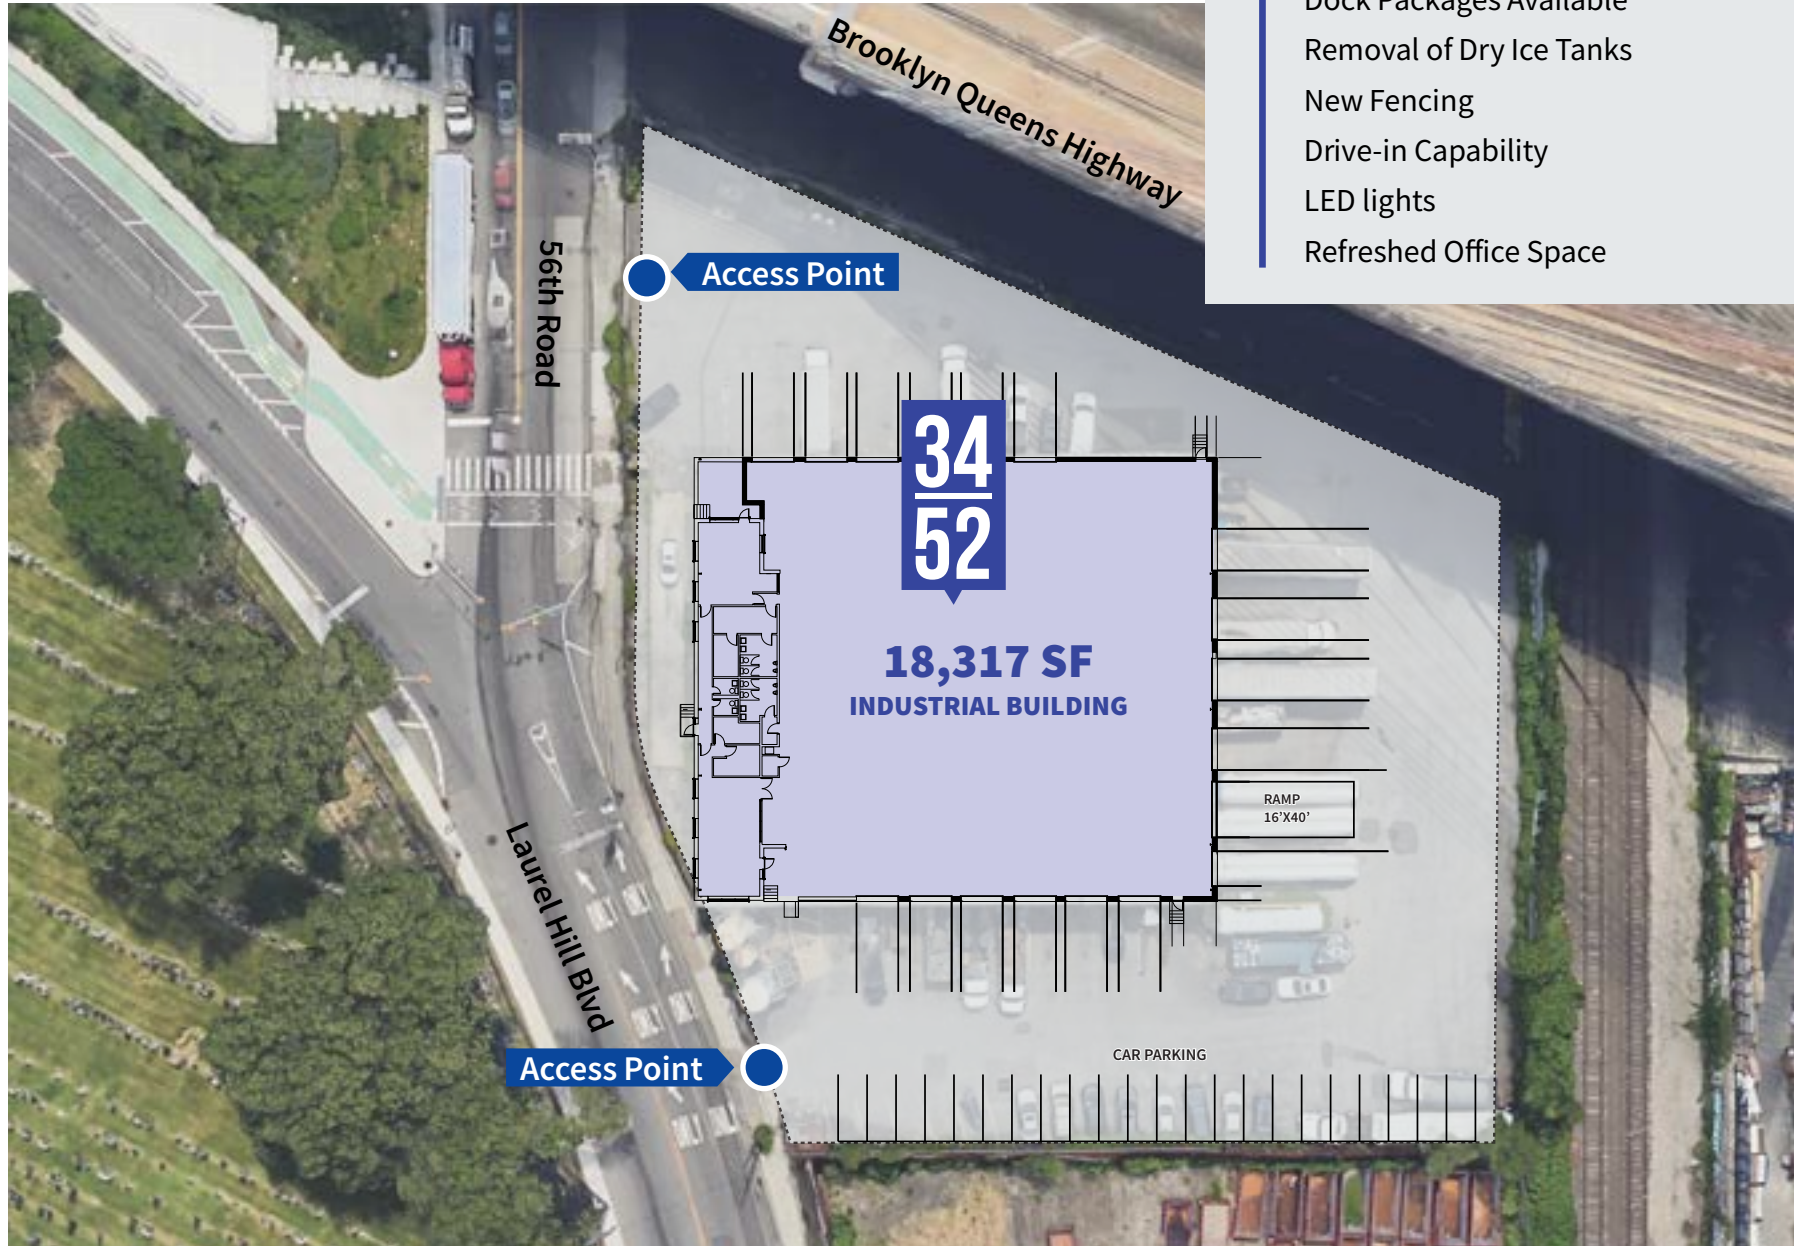 Dock Packages Available
Removal of Dry Ice Tanks
New Fencing
Drive-in Capability
LED lights
Refreshed Office Space
Brooklyn Queens Highway
56th Road
Access Point
34
52
18,317 SF
INDUSTRIAL BUILDING
RAMP
16'X40'
Laurel Hill Blvd
CAR PARKING
Access Point